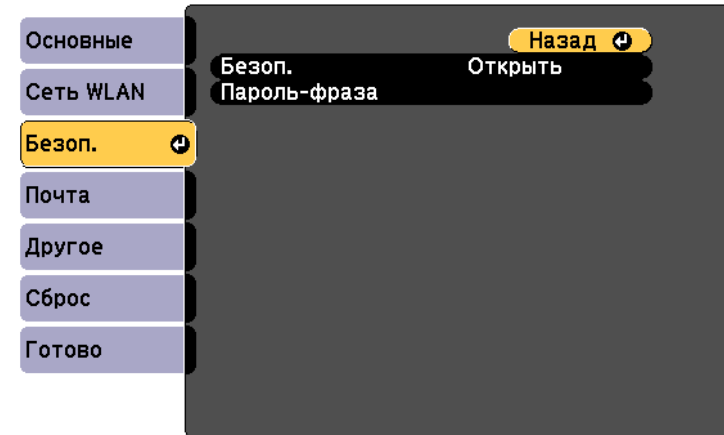 Основные
Сеть WLAN
Безоп.
Почта
Другое
Сброс
Готово
Назад
Безоп. Открыть
Пароль-фраза